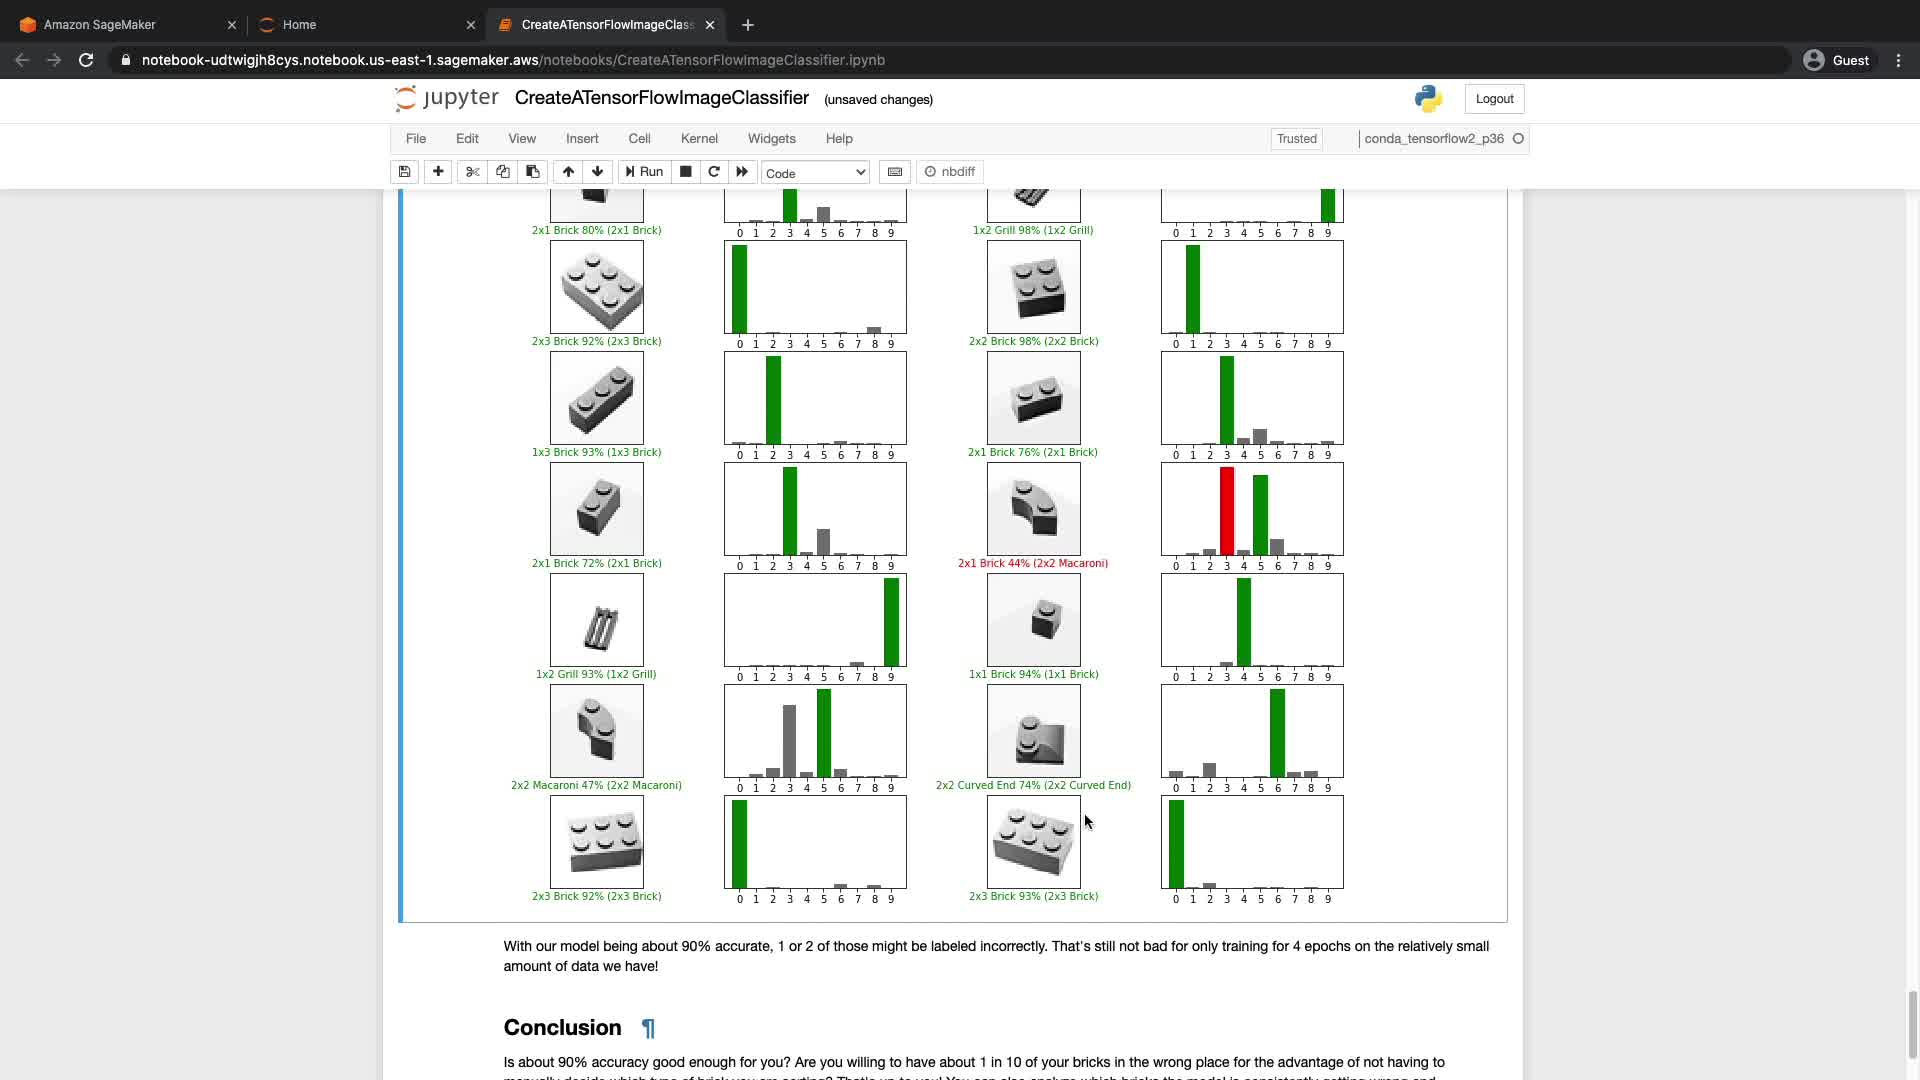 Amazon SageMaker
Home
CreateATensorFlowImageClass
notebook-udtwigjh8cys.notebook.us-east-1.sagemaker.aws/notebooks/CreateATensorFlowImageClassifier.ipynb
Guest
jupyter CreateATensorFlowImageClassifier (unsaved changes)
Logout
File Edit View Insert Cell Kernel Widgets Help
Trusted
conda_tensorflow2_p36
Run
Code
nbdiff
2x1 Brick 80% (2x1 Brick)
0 1 2 3 4 5 6 7 8 9
1x2 Grill 98% (1x2 Grill)
0 1 2 3 4 5 6 7 8 9
2x3 Brick 92% (2x3 Brick)
0 1 2 3 4 5 6 7 8 9
2x2 Brick 98% (2x2 Brick)
0 1 2 3 4 5 6 7 8 9
1x3 Brick 93% (1x3 Brick)
0 1 2 3 4 5 6 7 8 9
2x1 Brick 76% (2x1 Brick)
0 1 2 3 4 5 6 7 8 9
2x1 Brick 72% (2x1 Brick)
0 1 2 3 4 5 6 7 8 9
2x1 Brick 44% (2x2 Macaroni)
0 1 2 3 4 5 6 7 8 9
1x2 Grill 93% (1x2 Grill)
0 1 2 3 4 5 6 7 8 9
1x1 Brick 94% (1x1 Brick)
0 1 2 3 4 5 6 7 8 9
2x2 Macaroni 47% (2x2 Macaroni)
0 1 2 3 4 5 6 7 8 9
2x2 Curved End 74% (2x2 Curved End)
0 1 2 3 4 5 6 7 8 9
2x3 Brick 92% (2x3 Brick)
0 1 2 3 4 5 6 7 8 9
2x3 Brick 93% (2x3 Brick)
0 1 2 3 4 5 6 7 8 9
With our model being about 90% accurate, 1 or 2 of those might be labeled incorrectly. That's still not bad for only training for 4 epochs on the relatively small
amount of data we have!
Conclusion ¶
Is about 90% accuracy good enough for you? Are you willing to have about 1 in 10 of your bricks in the wrong place for the advantage of not having to